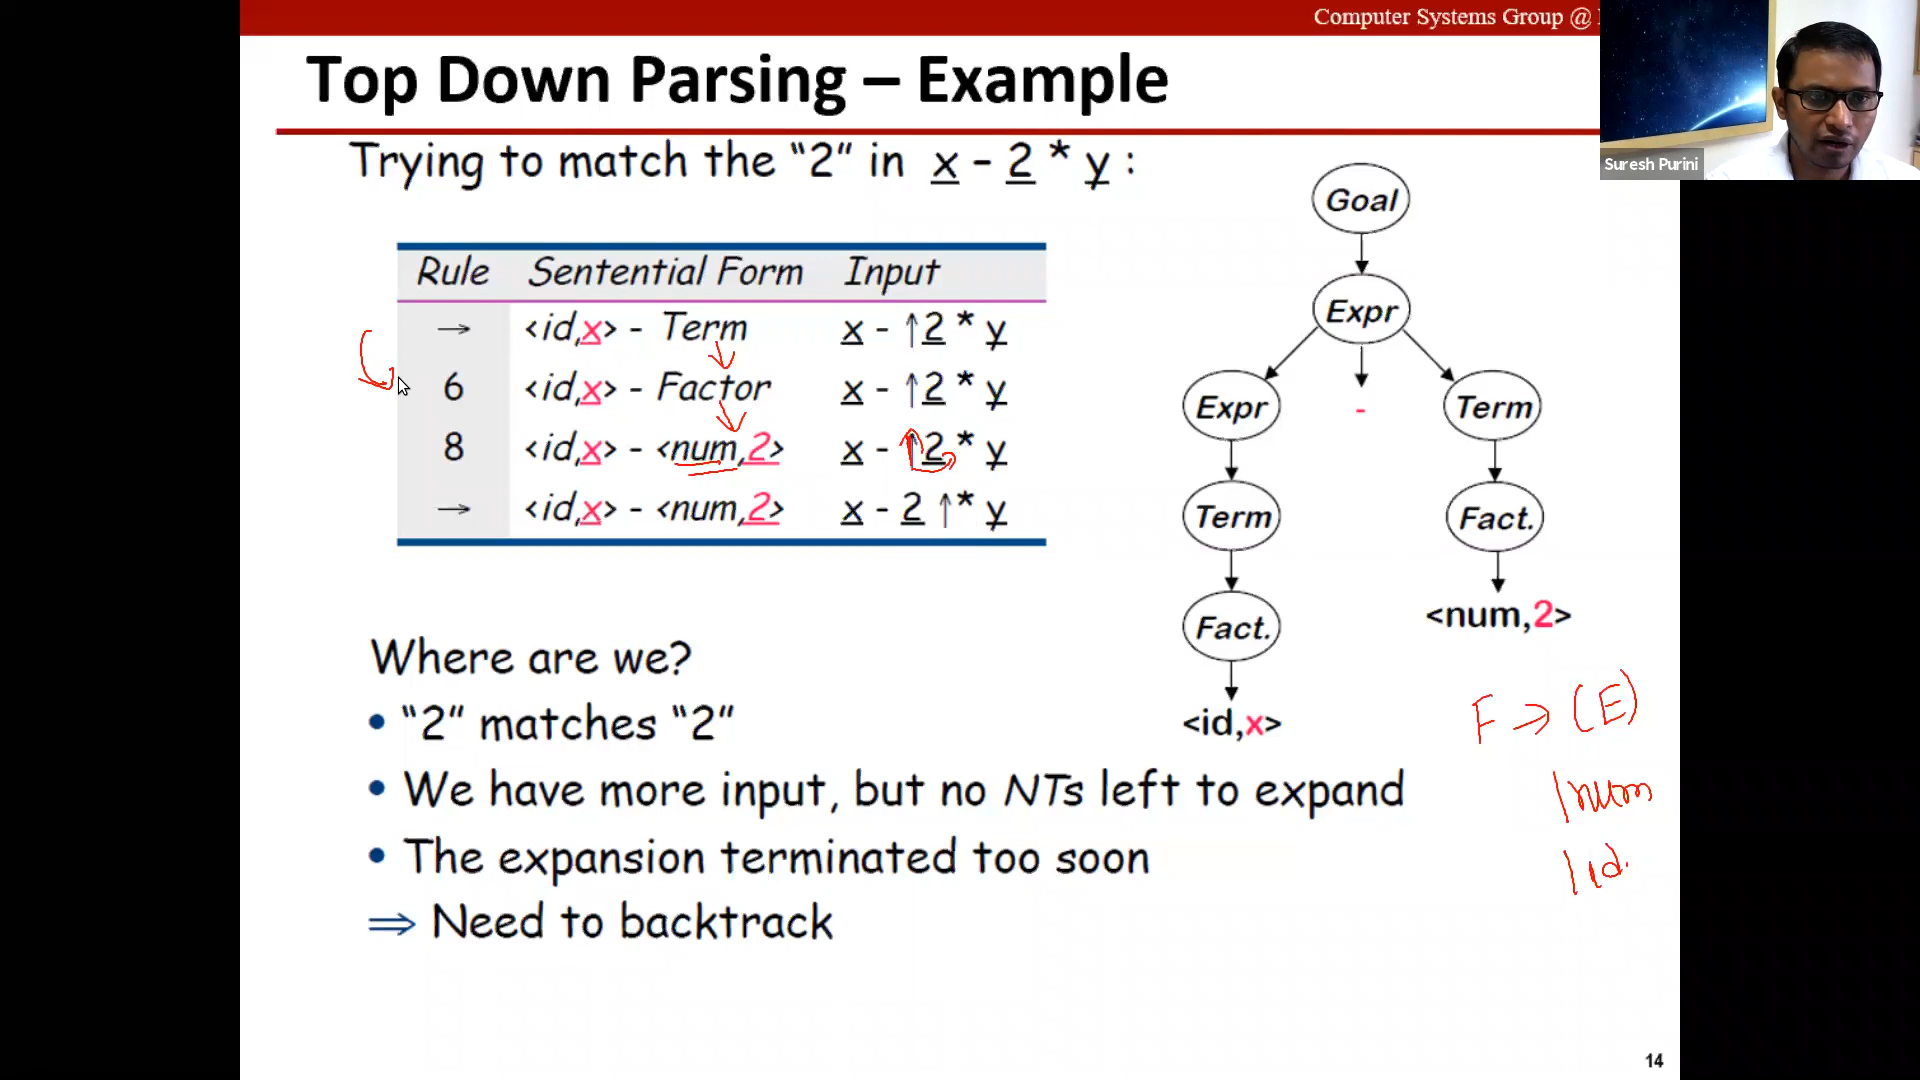 Computer Systems Group @
Top Down Parsing – Example
Suresh Purini
Trying to match the “2” in x – 2 * y :
Rule Sentential Form Input
→ <id,x> - Term x - ↑2 * y
6 <id,x> - Factor x - ↑2 * y
8 <id,x> - <num,2> x - ↑2 * y
→ <id,x> - <num,2> x - 2 ↑* y
Goal
Expr
Expr - Term
Term Fact.
Fact. <num,2>
<id,x>
F → (E)
|num
|id.
Where are we?
• “2” matches “2”
• We have more input, but no NTs left to expand
• The expansion terminated too soon
⇒ Need to backtrack
14